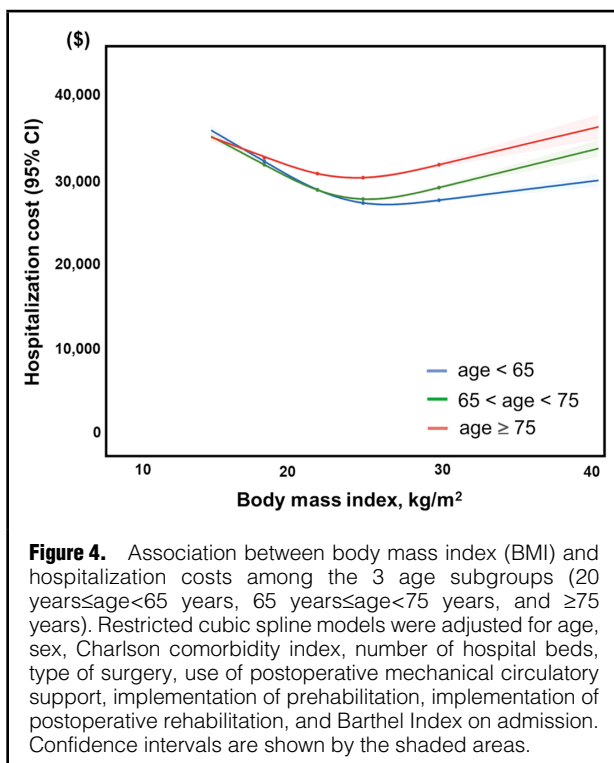 ($)
40,000
30,000
20,000
10,000
0
Hospitalization cost (95% CI)
age < 65
65 < age < 75
age ≥ 75
10 20 30 40
Body mass index, kg/m²
Figure 4. Association between body mass index (BMI) and
hospitalization costs among the 3 age subgroups (20
years≤age<65 years, 65 years≤age<75 years, and ≥75
years). Restricted cubic spline models were adjusted for age,
sex, Charlson comorbidity index, number of hospital beds,
type of surgery, use of postoperative mechanical circulatory
support, implementation of prehabilitation, implementation of
postoperative rehabilitation, and Barthel Index on admission.
Confidence intervals are shown by the shaded areas.